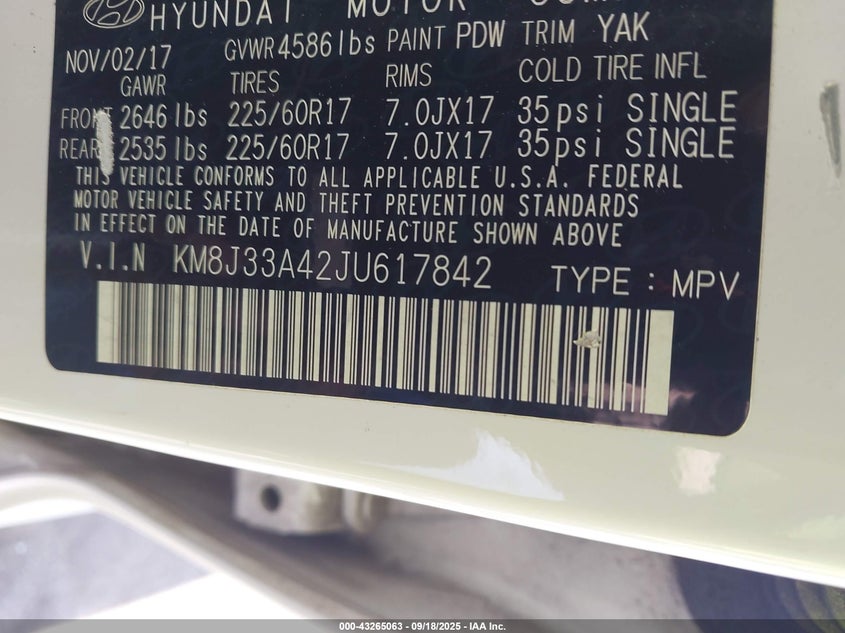 HYUNDAI MOTOR
NOV/02/17 GVWR 4586 lbs PAINT PDW TRIM YAK
GAWR TIRES RIMS COLD TIRE INFL
FRONT 2646 lbs 225/60R17 7.0JX17 35psi SINGLE
REAR 2535 lbs 225/60R17 7.0JX17 35psi SINGLE
THIS VEHICLE CONFORMS TO ALL APPLICABLE U.S.A. FEDERAL
MOTOR VEHICLE SAFETY AND THEFT PREVENTION STANDARDS
IN EFFECT ON THE DATE OF MANUFACTURE SHOWN ABOVE
V.I.N KM8J33A42JU617842 TYPE : MPV
000-43265063 - 09/18/2025 - IAA Inc.